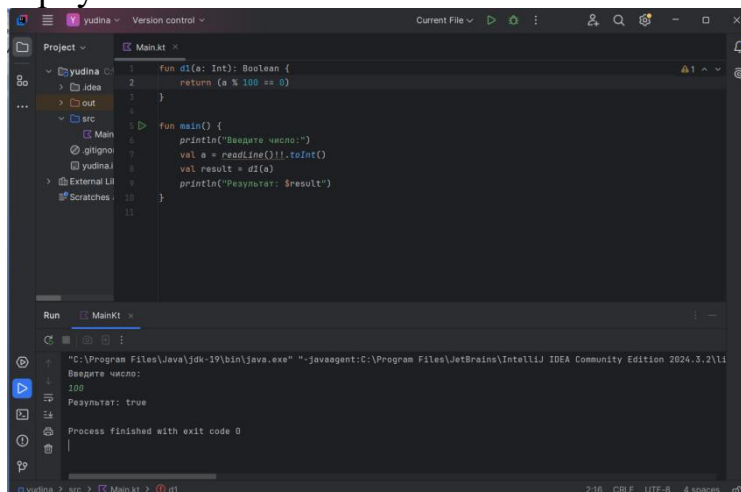 yudina
Version control
Current File
Project
Main.kt
yudina
.idea
out
src
Main
.gitigno
yudina.i
External Lil
Scratches
1 fun d1(a: Int): Boolean {
2 return (a % 100 == 0)
3 }
4
5 fun main() {
6 println("Введите число:")
7 val a = readLine()!!.toInt()
8 val result = d1(a)
9 println("Результат: $result")
10 }
11
1
Run
MainKt
"C:\Program Files\Java\jdk-19\bin\java.exe" "-javaagent:C:\Program Files\JetBrains\IntelliJ IDEA Community Edition 2024.3.2\li
Введите число:
100
Результат: true
Process finished with exit code 0
yudina > src > Main.kt > d1
2:16 CRLF UTF-8 4 spaces